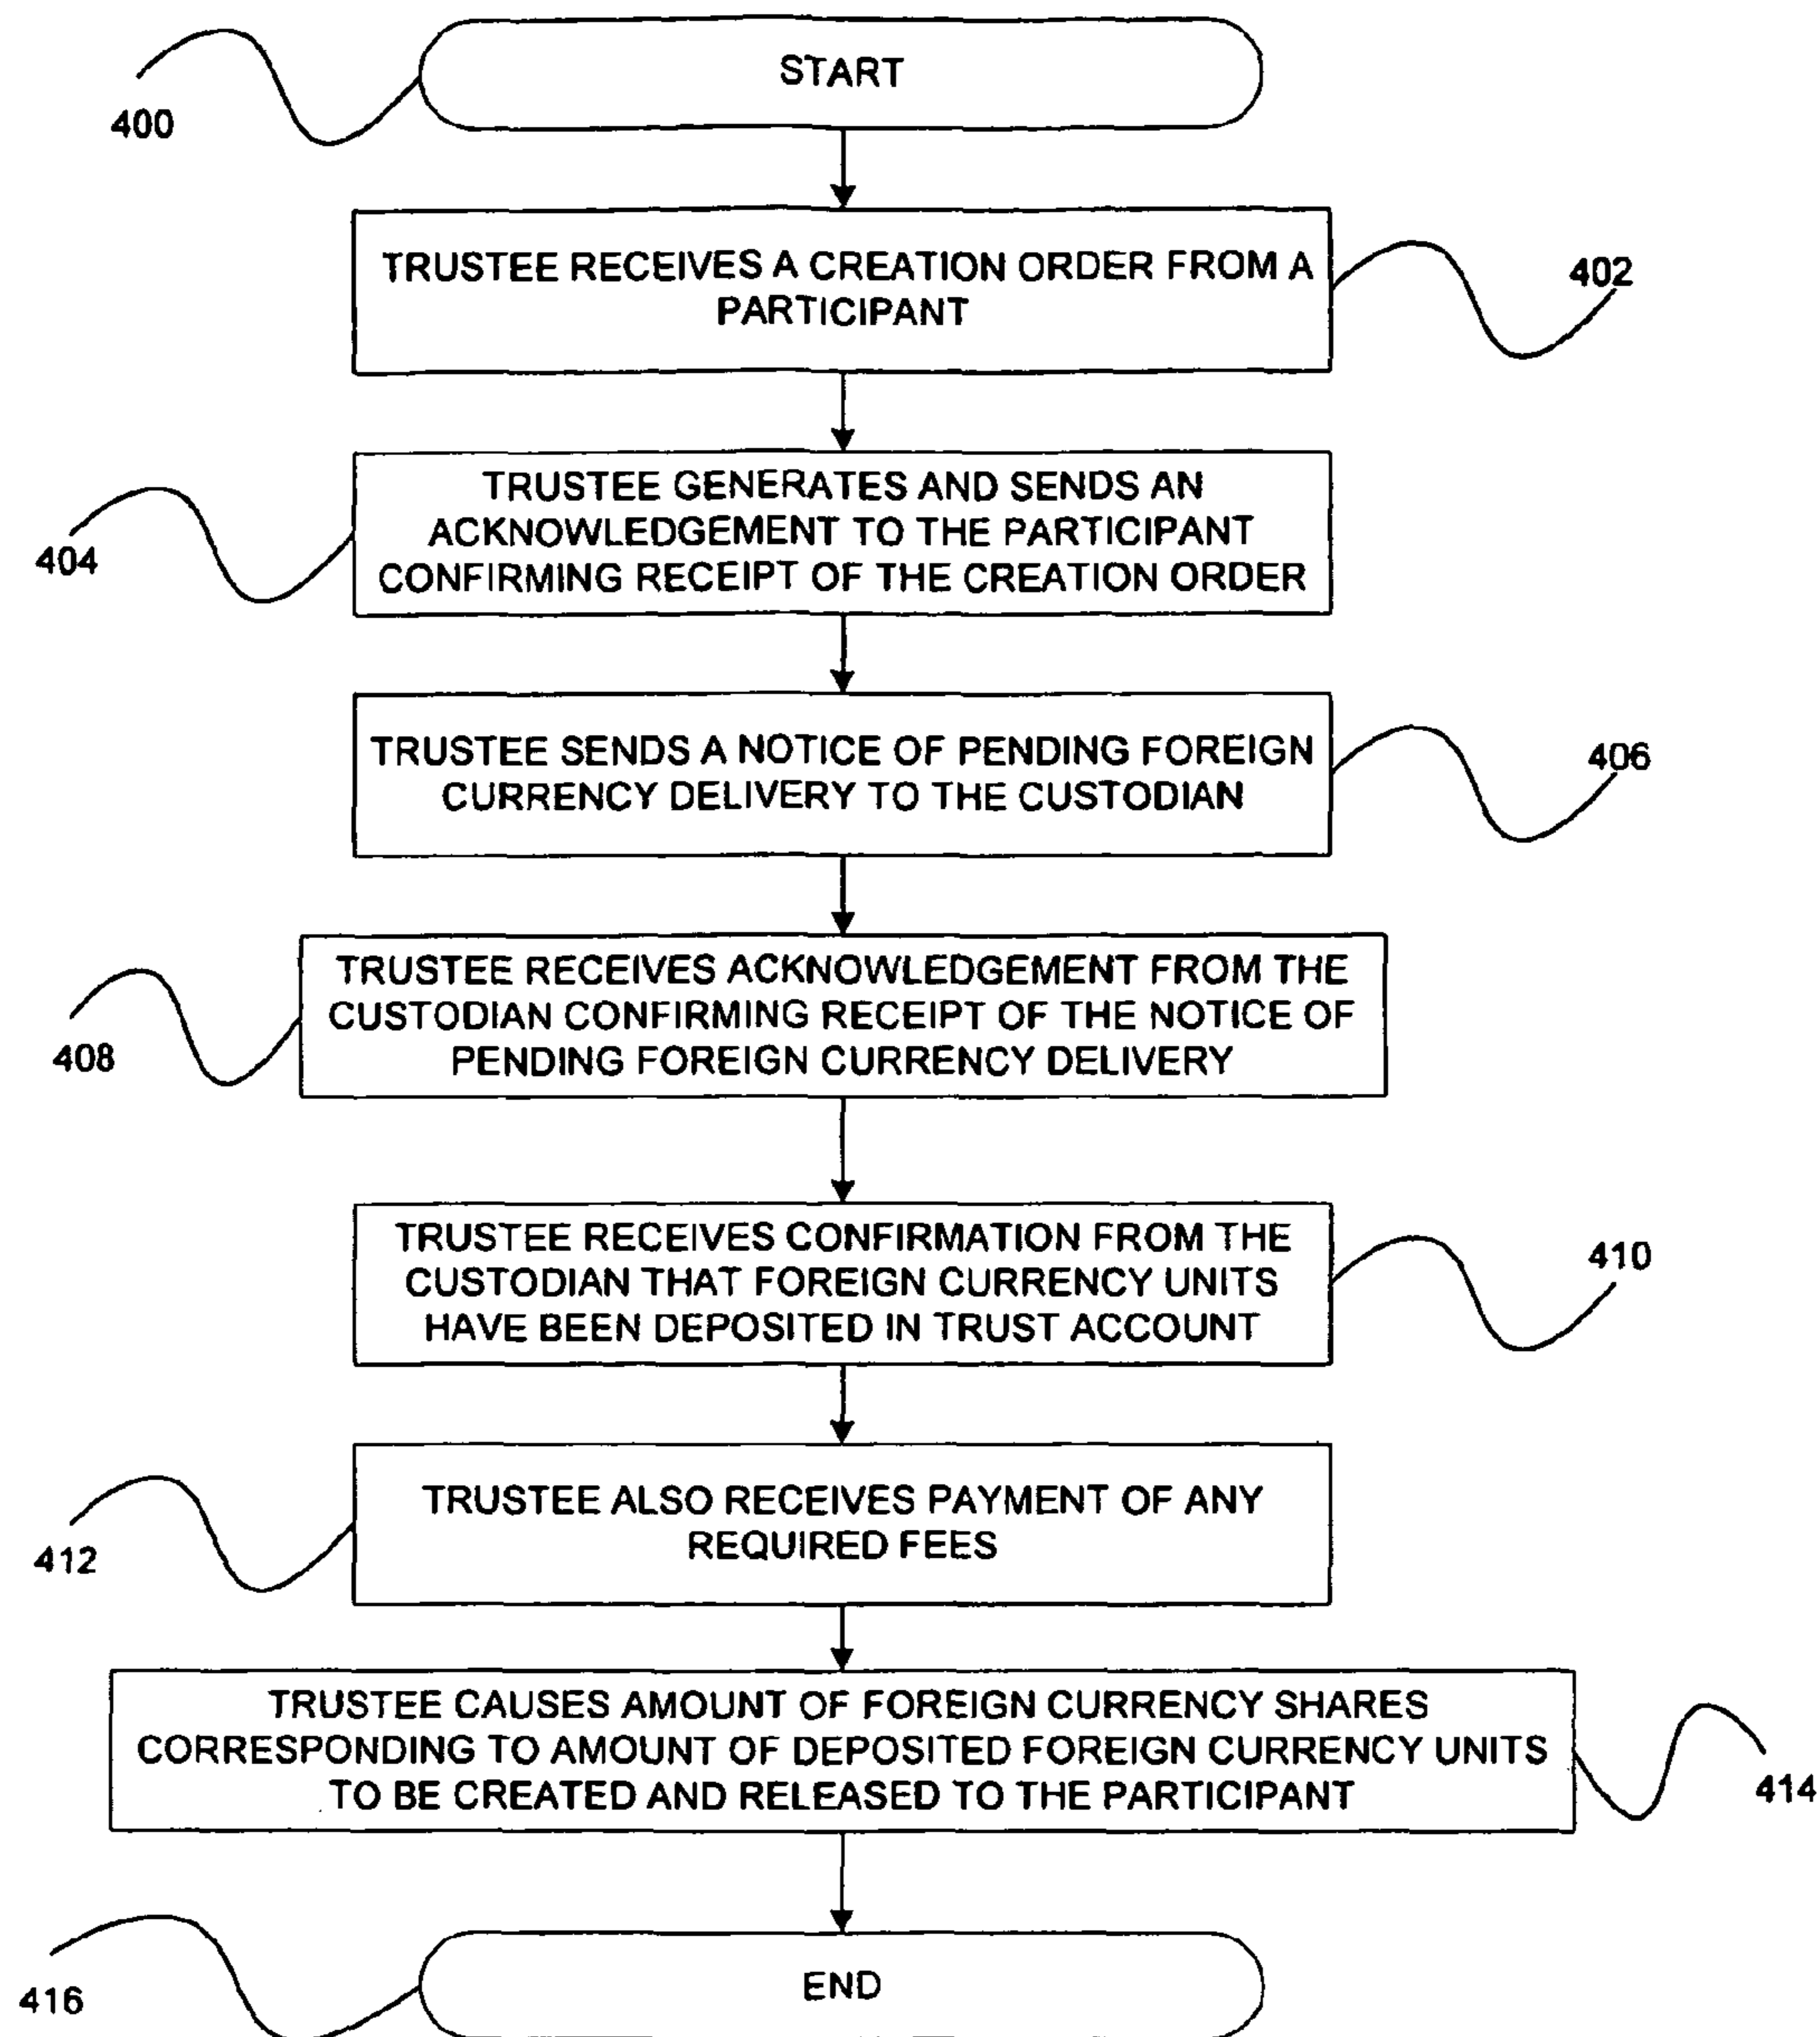 START
400
TRUSTEE RECEIVES A CREATION ORDER FROM A
PARTICIPANT
402
TRUSTEE GENERATES AND SENDS AN
ACKNOWLEDGEMENT TO THE PARTICIPANT
CONFIRMING RECEIPT OF THE CREATION ORDER
404
TRUSTEE SENDS A NOTICE OF PENDING FOREIGN
CURRENCY DELIVERY TO THE CUSTODIAN
406
TRUSTEE RECEIVES ACKNOWLEDGEMENT FROM THE
CUSTODIAN CONFIRMING RECEIPT OF THE NOTICE OF
PENDING FOREIGN CURRENCY DELIVERY
408
TRUSTEE RECEIVES CONFIRMATION FROM THE
CUSTODIAN THAT FOREIGN CURRENCY UNITS
HAVE BEEN DEPOSITED IN TRUST ACCOUNT
410
TRUSTEE ALSO RECEIVES PAYMENT OF ANY
REQUIRED FEES
412
TRUSTEE CAUSES AMOUNT OF FOREIGN CURRENCY SHARES
CORRESPONDING TO AMOUNT OF DEPOSITED FOREIGN CURRENCY UNITS
TO BE CREATED AND RELEASED TO THE PARTICIPANT
414
END
416